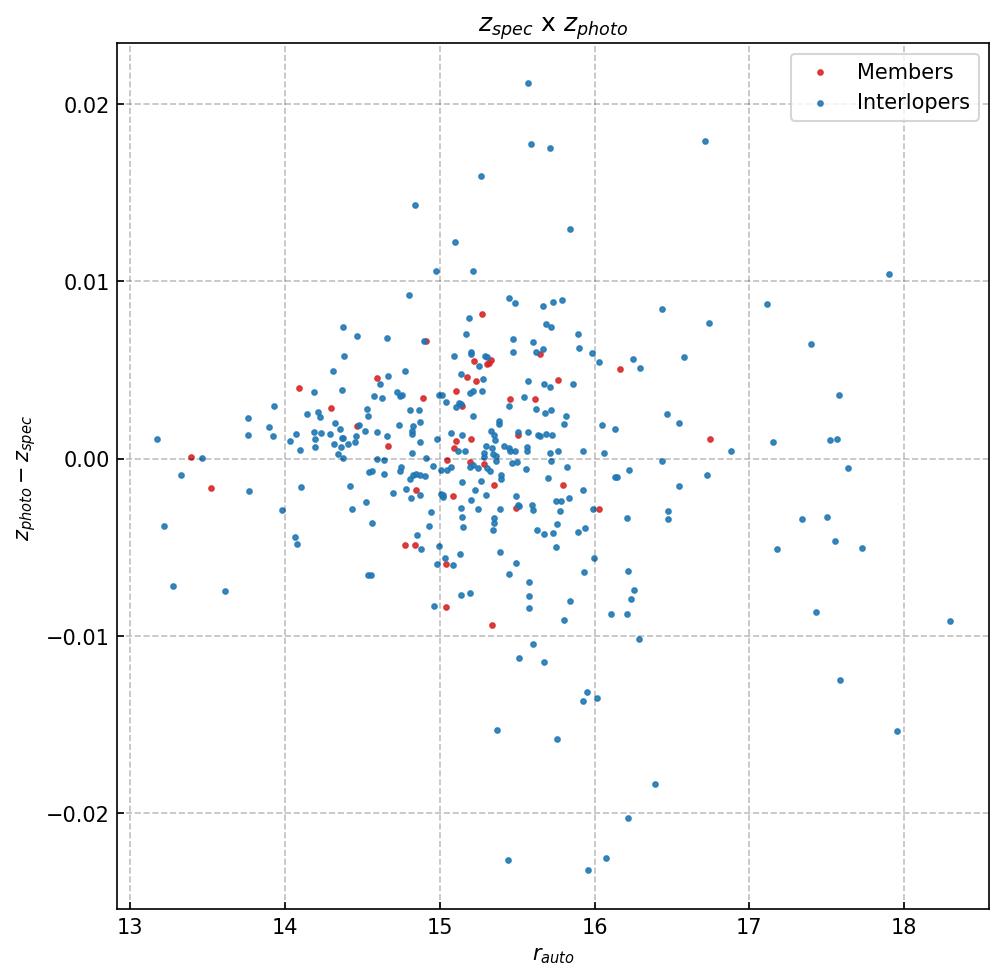 z_spec x z_photo
Members
Interlopers
0.02
0.01
0.00
−0.01
−0.02
z_photo − z_spec
13 14 15 16 17 18
r_auto